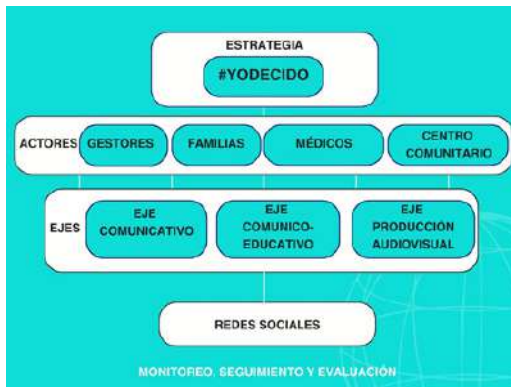 ESTRATEGIA
#YODECIDO
ACTORES
GESTORES
FAMILIAS
MÉDICOS
CENTRO
COMUNITARIO
EJES
EJE
COMUNICATIVO
EJE
COMUNICO-
EDUCATIVO
EJE
PRODUCCIÓN
AUDIOVISUAL
REDES SOCIALES
MONITOREO, SEGUIMIENTO Y EVALUACIÓN